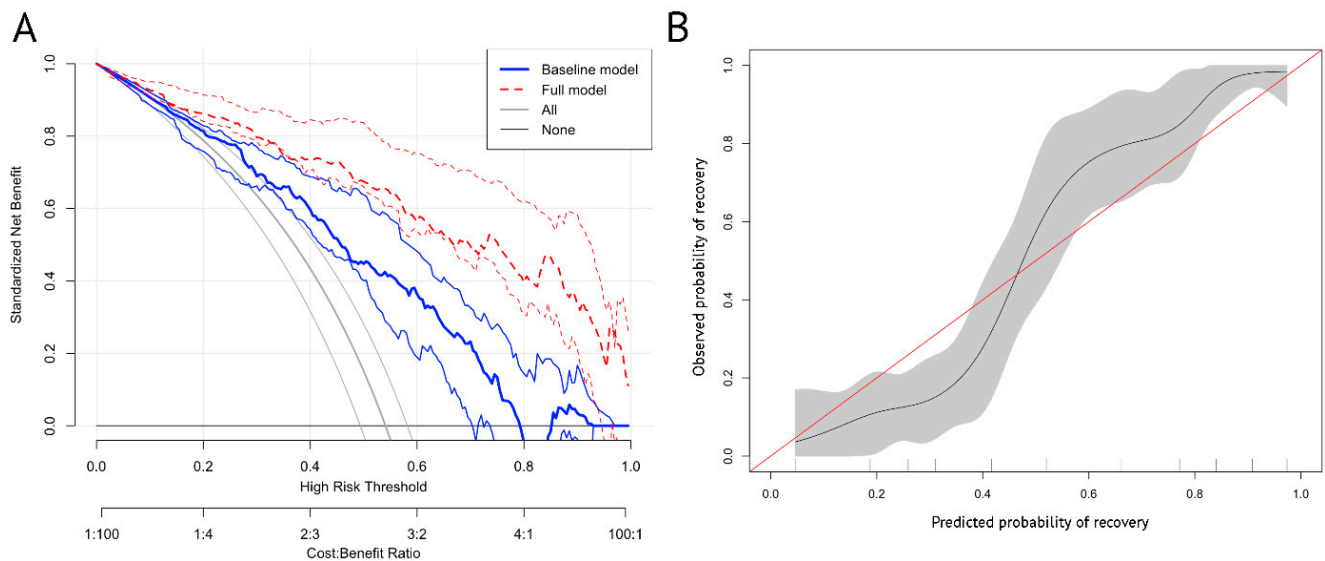 A
Baseline model
Full model
All
None
Standardized Net Benefit
1.0
0.8
0.6
0.4
0.2
0.0
0.0 0.2 0.4 0.6 0.8 1.0
High Risk Threshold
1:100 1:4 2:3 3:2 4:1 100:1
Cost:Benefit Ratio
B
Observed probability of recovery
1.0
0.8
0.6
0.4
0.2
0.0
0.0 0.2 0.4 0.6 0.8 1.0
Predicted probability of recovery